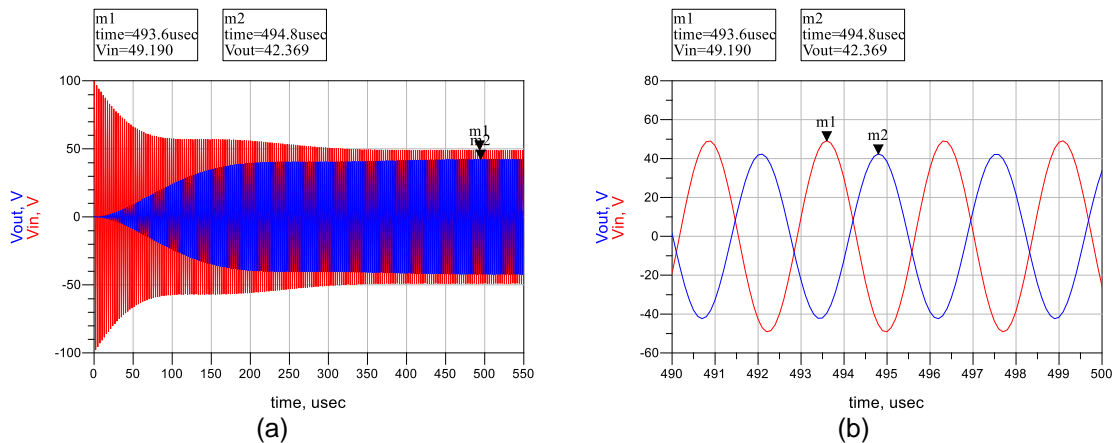 m1
time=493.6usec
Vin=49.190
m2
time=494.8usec
Vout=42.369
100
50
0
-50
-100
Vout, V
Vin, V
m1
m2
0 50 100 150 200 250 300 350 400 450 500 550
time, usec
(a)
m1
time=493.6usec
Vin=49.190
m2
time=494.8usec
Vout=42.369
80
60
40
20
0
-20
-40
-60
Vout, V
Vin, V
m1
m2
490 491 492 493 494 495 496 497 498 499 500
time, usec
(b)